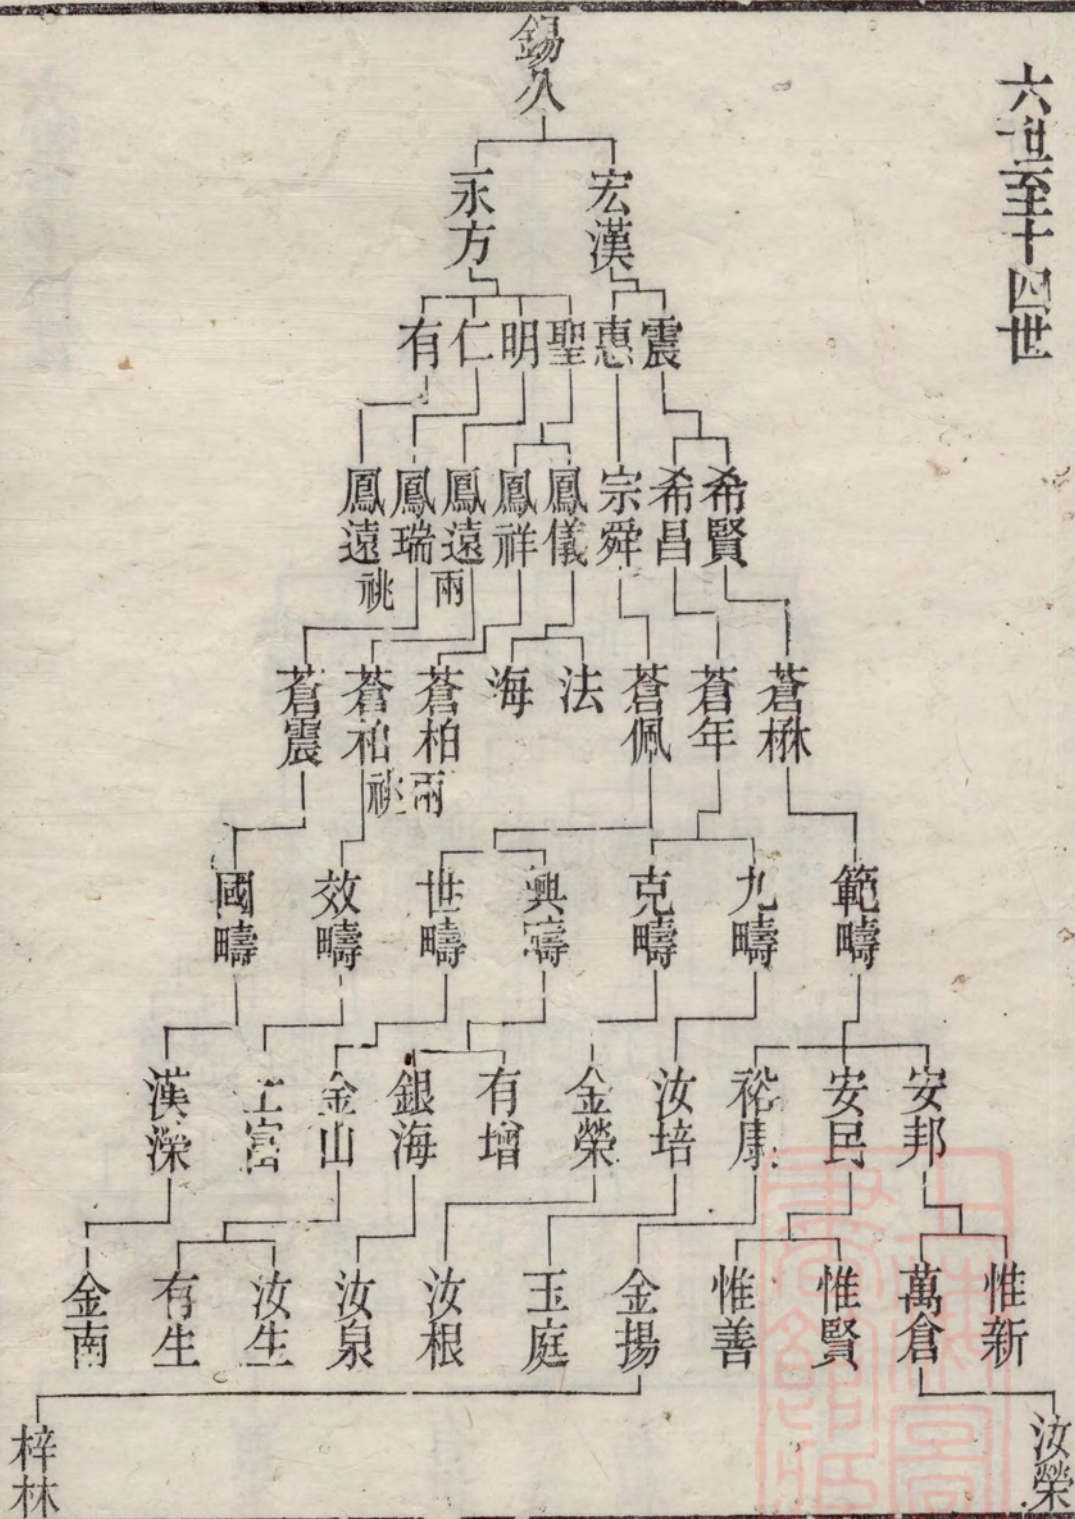 六世至十四世
錫久
宏漢 永方
震 惠 聖 明 仁 有
希賢 希昌 宗舜 鳳儀 鳳祥 鳳遠 鳳瑞 鳳遠
兩祧
蒼楙 蒼年 蒼佩 法 海 蒼柏 蒼柏 蒼震
兩祧
範疇 九疇 克疇 興疇 世疇 效疇 國疇
安邦 安民 裕康 汝培 金榮 有增 銀海 金山 富 漢
惟新 萬倉 惟賢 惟善 金揚 玉庭 汝根 汝泉 汝生 有生 金南
汝榮 梓林